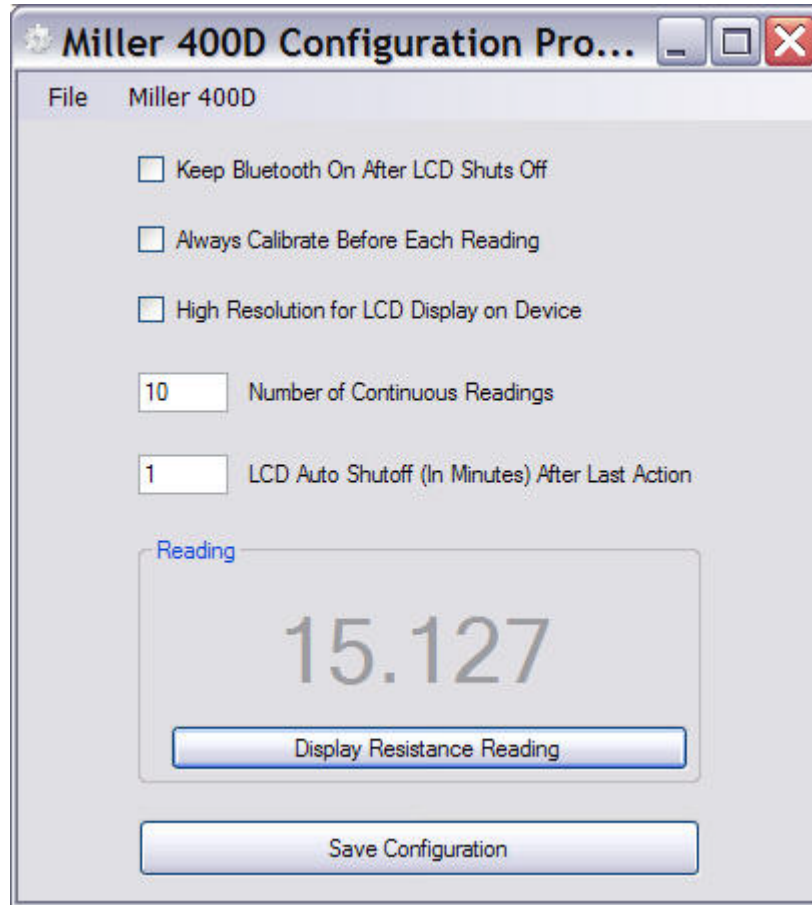 Miller 400D Configuration Pro...
File Miller 400D
Keep Bluetooth On After LCD Shuts Off
Always Calibrate Before Each Reading
High Resolution for LCD Display on Device
10 Number of Continuous Readings
1 LCD Auto Shutoff (In Minutes) After Last Action
Reading
15.127
Display Resistance Reading
Save Configuration